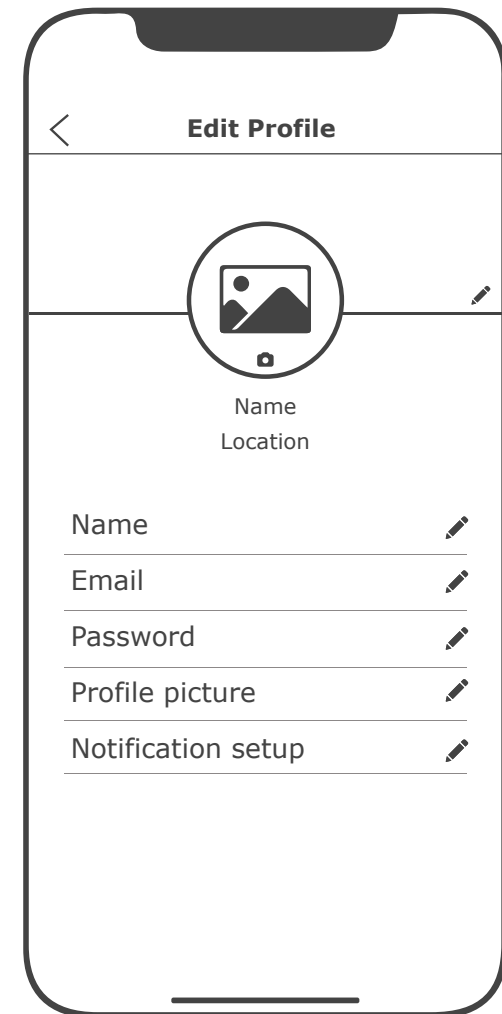 Edit Profile
Name
Location
Name
Email
Password
Profile picture
Notification setup